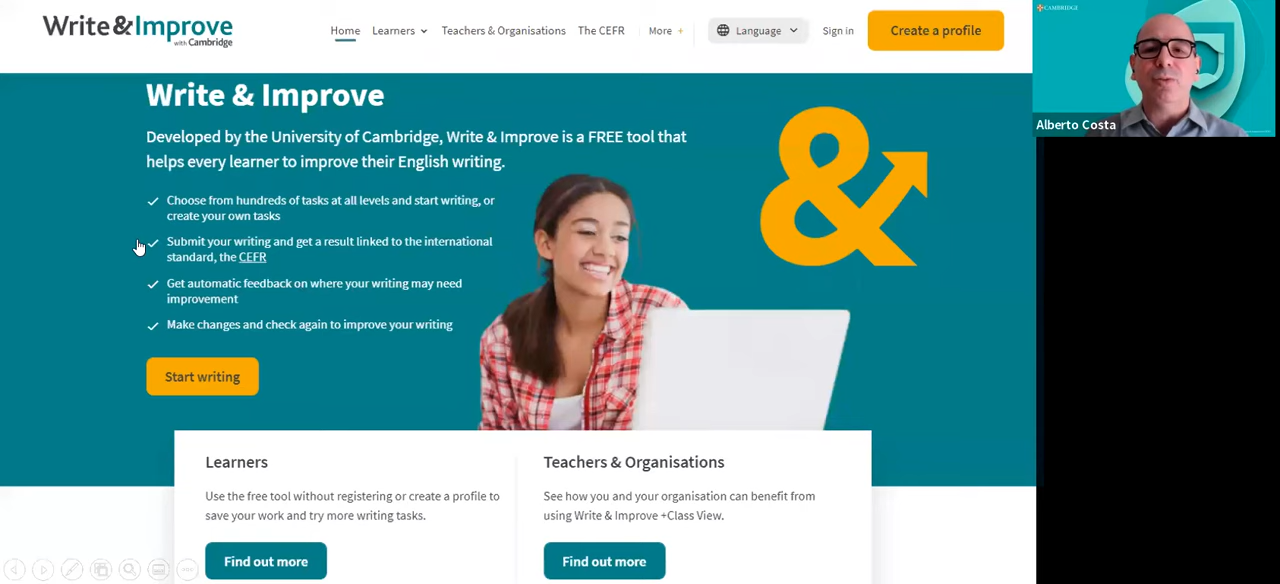 Write&Improve
with Cambridge
Home
Learners
Teachers & Organisations
The CEFR
More +
Language
Sign in
Create a profile
CAMBRIDGE
Alberto Costa
Write & Improve
Developed by the University of Cambridge, Write & Improve is a FREE tool that
helps every learner to improve their English writing.
Choose from hundreds of tasks at all levels and start writing, or
create your own tasks
Submit your writing and get a result linked to the international
standard, the CEFR
Get automatic feedback on where your writing may need
improvement
Make changes and check again to improve your writing
&
Start writing
Learners
Use the free tool without registering or create a profile to
save your work and try more writing tasks.
Find out more
Teachers & Organisations
See how you and your organisation can benefit from
using Write & Improve +Class View.
Find out more